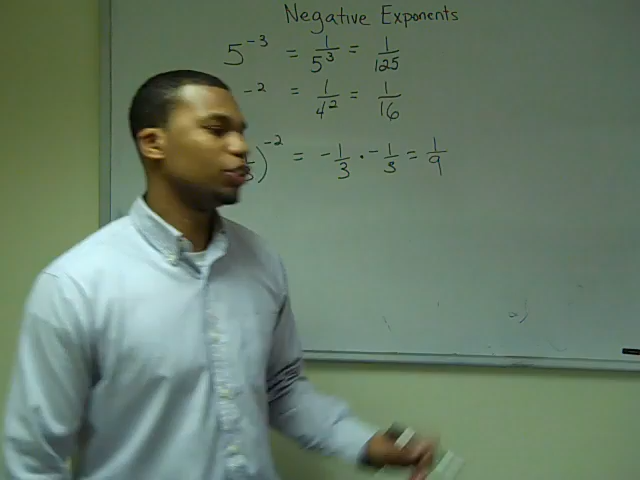 Negative Exponents
5⁻³ = 1/5³ = 1/125
⁻² = 1/4² = 1/16
)⁻² = -1/3 · -1/3 = 1/9